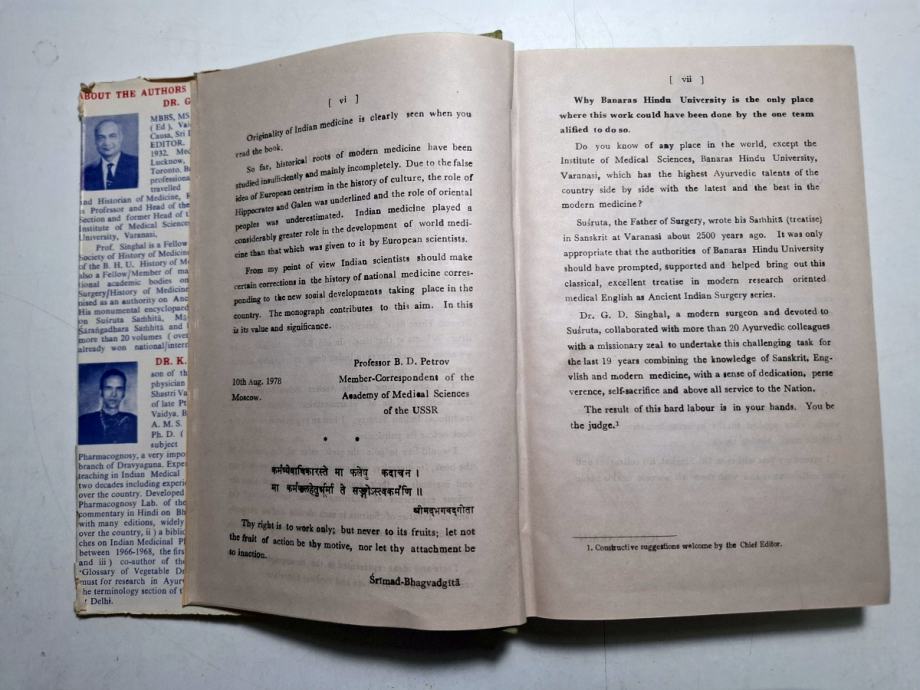 ABOUT THE AUTHORS
DR. G
MBBS, MS
( Ed ), Vai
Causa, Sri
EDITOR.
1932. Med
Lucknow,
Toronto. B
professiona
travelled
and Historian of Medicine,
s Professor and Head of the
Section and former Head of t
Institute of Medical Science
University, Varanasi.
Prof. Singhal is a Fellow
Society of History of Medicine
of the B. H. U. History of M
also a Fellow/Member of ma
tional academic bodies on
Surgery/History of Medicine
nised as an authority on Anc
His monumental encyclopaed
on Suśruta Saṁhitā, Mā
Śārañgadhara Saṁhitā and
more than 20 volumes ( over
already won national/intern
DR. K.
son of th
physician
Shastri Va
of late Pt
Vaidya, B
A. M. S.
Ph. D. (
subject
Pharmacognosy, a very impo
branch of Dravyaguna. Expe
teaching in Indian Medical
two decades including experie
over the country. Developed
Pharmacognosy Lab. of the
commentary in Hindi on Bh
with many editions, widely
over the country, ii ) a biblio
ches on Indian Medicinal Pl
between 1966-1968, the first
and iii ) co-author of the
'Glossary of Vegetable Dr
must for research in Ayur
he terminology section of t
Delhi.
[ vi ]
Originality of Indian medicine is clearly seen when you
read the book.
So far, historical roots of modern medicine have been
studied insufficiently and mainly incompletely. Due to the false
idea of European centrism in the history of culture, the role of
Hippocrates and Galen was underlined and the role of oriental
peoples was underestimated. Indian medicine played a
considerably greater role in the development of world medi-
cine than that which was given to it by European scientists.
From my point of view Indian scientists should make
certain corrections in the history of national medicine corres-
ponding to the new social developments taking place in the
country. The monograph contributes to this aim. In this
is its value and significance.
Professor B. D. Petrov
10th Aug. 1978 Member-Correspondent of the
Moscow. Academy of Medical Sciences
of the USSR
* *
कर्मण्येवाधिकारस्ते मा फलेषु कदाचन ।
मा कर्मफलहेतुर्भूर्मा ते सङ्गोऽस्त्वकर्मणि ॥
श्रीमद्भगवद्गीता
Thy right is to work only; but never to its fruits; let not
the fruit of action be thy motive, nor let thy attachment be
to inaction.
Śrīmad-Bhagvadgītā
[ vii ]
Why Banaras Hindu University is the only place
where this work could have been done by the one team
alified to do so.
Do you know of any place in the world, except the
Institute of Medical Sciences, Banaras Hindu University,
Varanasi, which has the highest Ayurvedic talents of the
country side by side with the latest and the best in the
modern medicine ?
Suśruta, the Father of Surgery, wrote his Saṁhitā (treatise)
in Sanskrit at Varanasi about 2500 years ago. It was only
appropriate that the authorities of Banaras Hindu University
should have prompted, supported and helped bring out this
classical, excellent treatise in modern research oriented
medical English as Ancient Indian Surgery series.
Dr. G. D. Singhal, a modern surgeon and devoted to
Suśruta, collaborated with more than 20 Ayurvedic colleagues
with a missionary zeal to undertake this challenging task for
the last 19 years combining the knowledge of Sanskrit, Eng-
vlish and modern medicine, with a sense of dedication, perse
verence, self-sacrifice and above all service to the Nation.
The result of this hard labour is in your hands. You be
the judge.¹
1. Constructive suggestions welcome by the Chief Editor.